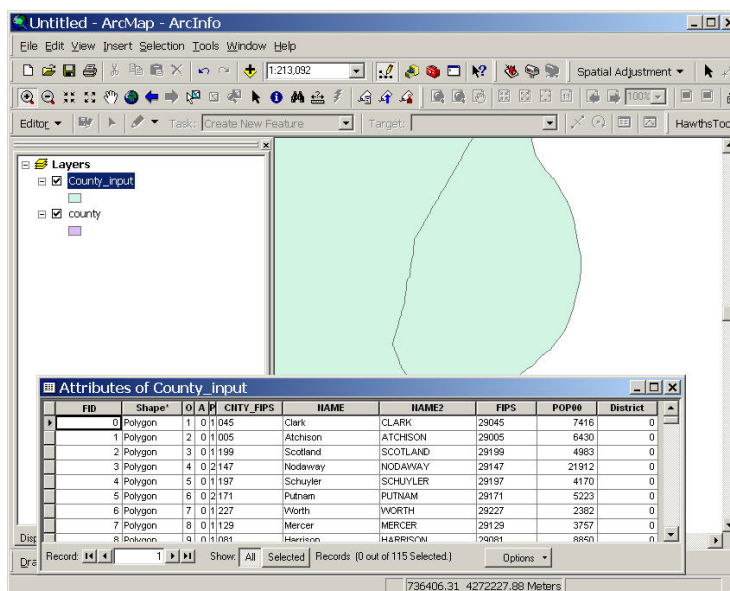 Untitled - ArcMap - ArcInfo
File Edit View Insert Selection Tools Window Help
1:213,092 Spatial Adjustment
100%
Editor Task: Create New Feature Target: HawthsToo
Layers
County_input
county
Attributes of County_input
FID Shape* O A P CNTY_FIPS NAME NAME2 FIPS POP00 District
0 Polygon 1 0 1 045 Clark CLARK 29045 7416 0
1 Polygon 2 0 1 005 Atchison ATCHISON 29005 6430 0
2 Polygon 3 0 1 199 Scotland SCOTLAND 29199 4983 0
3 Polygon 4 0 2 147 Nodaway NODAWAY 29147 21912 0
4 Polygon 5 0 1 197 Schuyler SCHUYLER 29197 4170 0
5 Polygon 6 0 2 171 Putnam PUTNAM 29171 5223 0
6 Polygon 7 0 1 227 Worth WORTH 29227 2382 0
7 Polygon 8 0 1 129 Mercer MERCER 29129 3757 0
8 Polygon 9 0 1 081 Harrison HARRISON 29081 8850 0
Disp
Record: 1 Show: All Selected Records (0 out of 115 Selected.) Options
Dra
736406.31 4272227.88 Meters